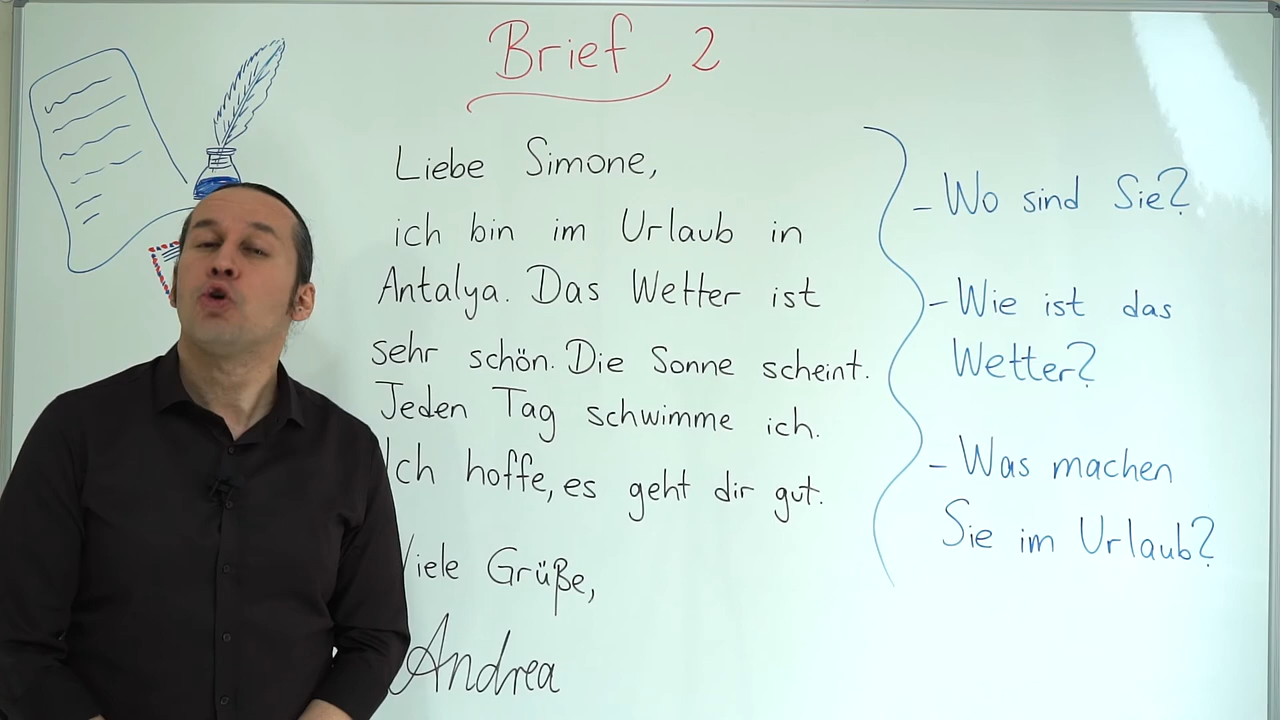 Brief 2
Liebe Simone,
ich bin im Urlaub in
Antalya. Das Wetter ist
sehr schön. Die Sonne scheint.
Jeden Tag schwimme ich.
Ich hoffe, es geht dir gut.
Viele Grüße,
Andrea
- Wo sind Sie?
- Wie ist das
Wetter?
- Was machen
Sie im Urlaub?